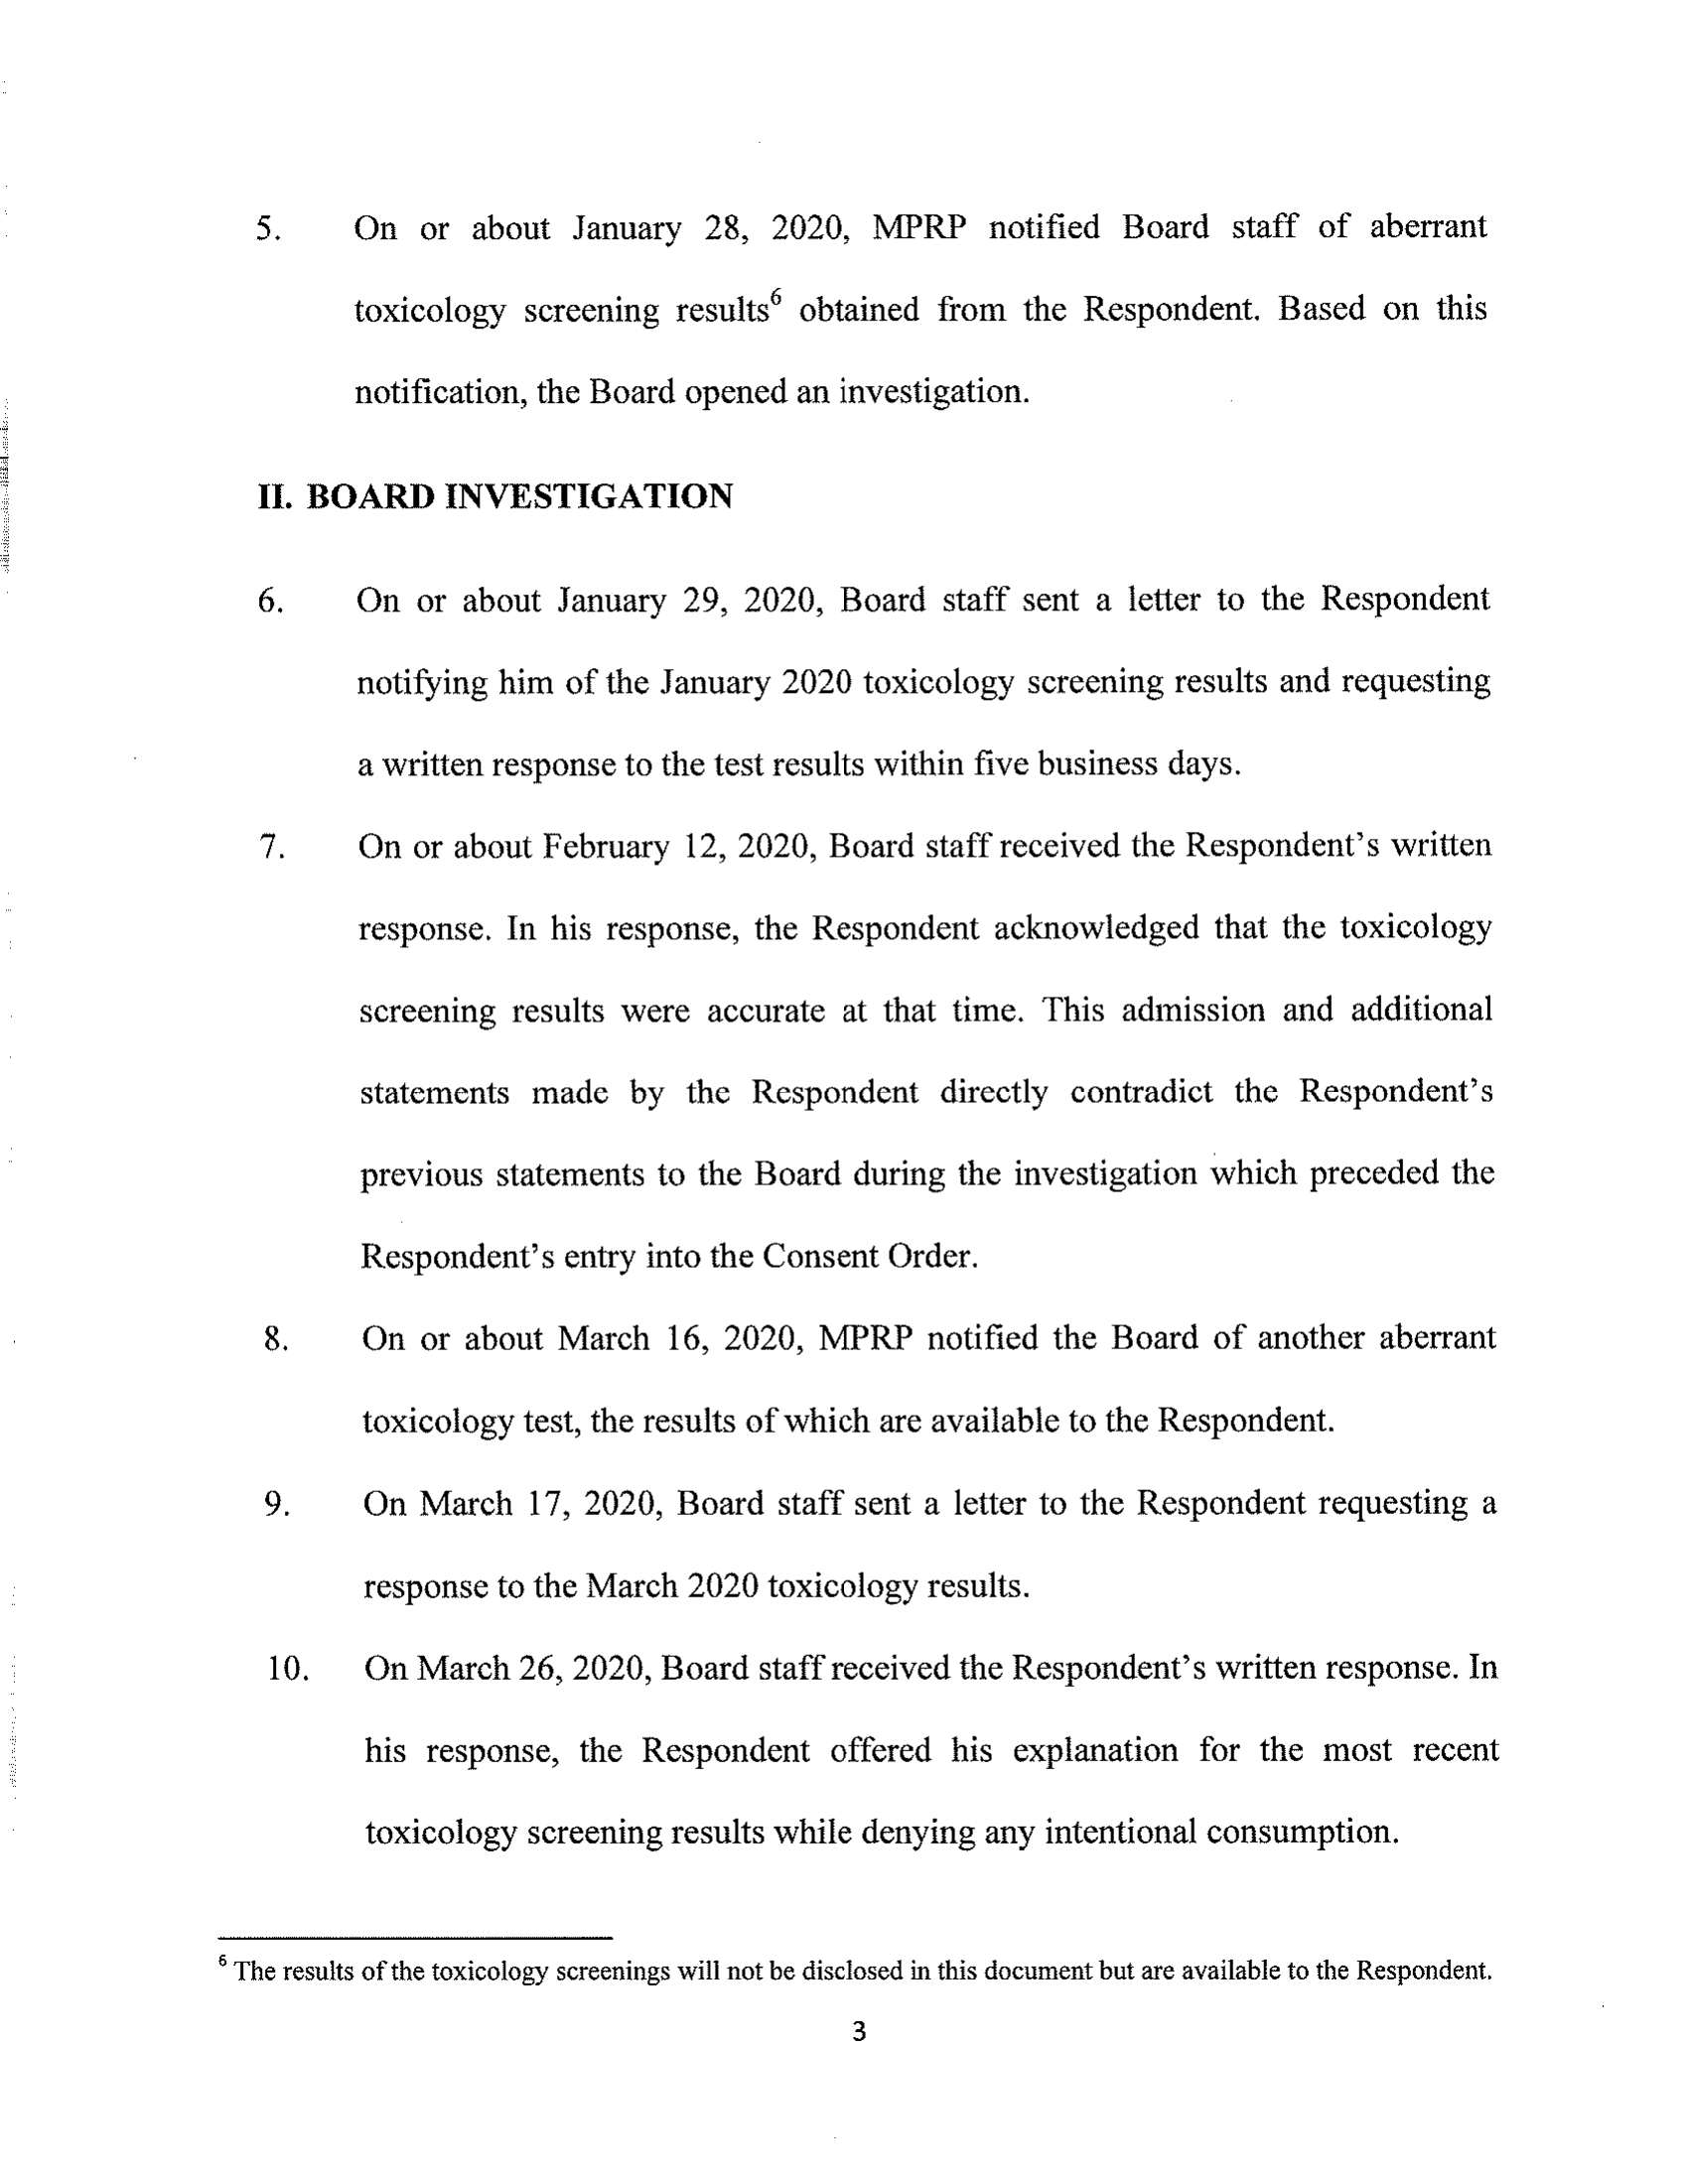 5. On or about January 28, 2020, MPRP notified Board staff of aberrant
toxicology screening results6 obtained from the Respondent. Based on this
notification, the Board opened an investigation.
II. BOARD INVESTIGATION
6. On or about January 29, 2020, Board staff sent a letter to the Respondent
notifying him of the January 2020 toxicology screening results and requesting
a written response to the test results within five business days.
7. On or about February 12, 2020, Board staff received the Respondent's written
response. In his response, the Respondent acknowledged that the toxicology
screening results were accurate at that time. This admission and additional
statements made by the Respondent directly contradict the Respondent's
previous statements to the Board during the investigation which preceded the
Respondent's entry into the Consent Order.
8. On or about March 16, 2020, MPRP notified the Board of another aberrant
toxicology test, the results of which are available to the Respondent.
9. On March 17, 2020, Board staff sent a letter to the Respondent requesting a
response to the March 2020 toxicology results.
10. On March 26, 2020, Board staff received the Respondent's written response. In
his response, the Respondent offered his explanation for the most recent
toxicology screening results while denying any intentional consumption.
6 The results of the toxicology screenings will not be disclosed in this document but are available to the Respondent.
3